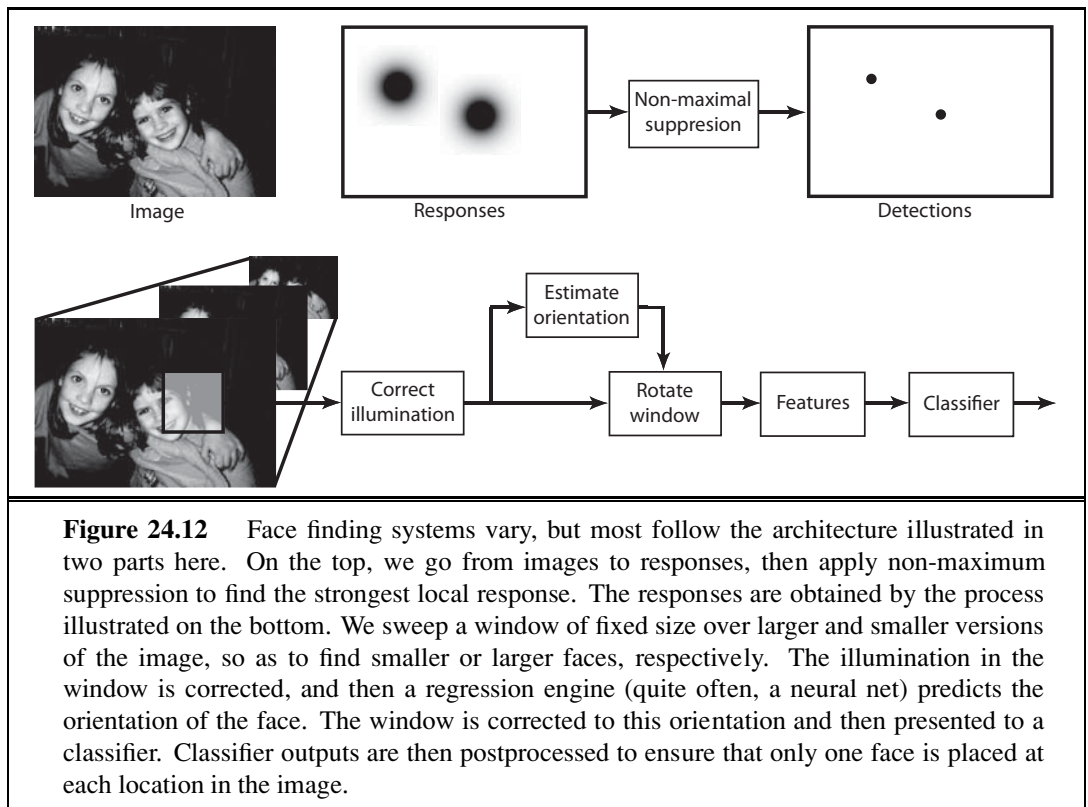 Image
Responses
Non-maximal
suppresion
Detections
Correct
illumination
Estimate
orientation
Rotate
window
Features
Classifier
Figure 24.12 Face finding systems vary, but most follow the architecture illustrated in
two parts here. On the top, we go from images to responses, then apply non-maximum
suppression to find the strongest local response. The responses are obtained by the process
illustrated on the bottom. We sweep a window of fixed size over larger and smaller versions
of the image, so as to find smaller or larger faces, respectively. The illumination in the
window is corrected, and then a regression engine (quite often, a neural net) predicts the
orientation of the face. The window is corrected to this orientation and then presented to a
classifier. Classifier outputs are then postprocessed to ensure that only one face is placed at
each location in the image.